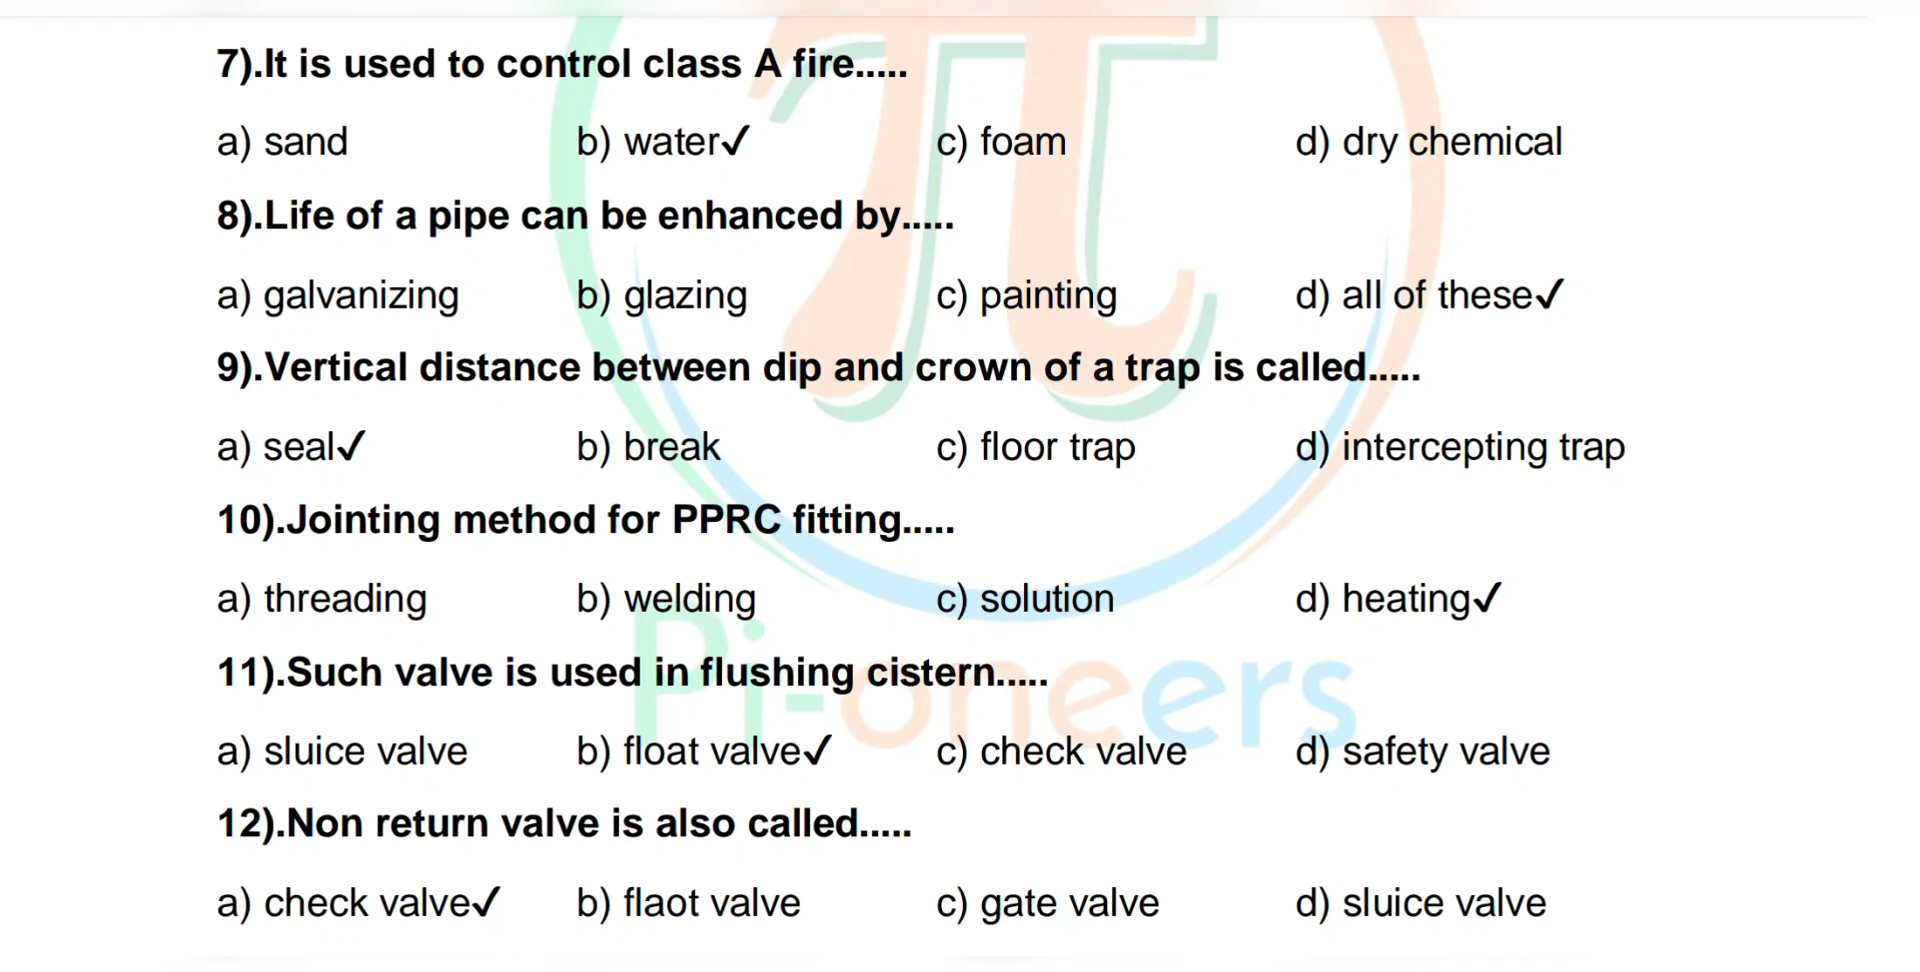 7).It is used to control class A fire.....
a) sand b) water✓ c) foam d) dry chemical
8).Life of a pipe can be enhanced by.....
a) galvanizing b) glazing c) painting d) all of these✓
9).Vertical distance between dip and crown of a trap is called.....
a) seal✓ b) break c) floor trap d) intercepting trap
10).Jointing method for PPRC fitting.....
a) threading b) welding c) solution d) heating✓
11).Such valve is used in flushing cistern.....
Pi-oneers
a) sluice valve b) float valve✓ c) check valve d) safety valve
12).Non return valve is also called.....
a) check valve✓ b) flaot valve c) gate valve d) sluice valve